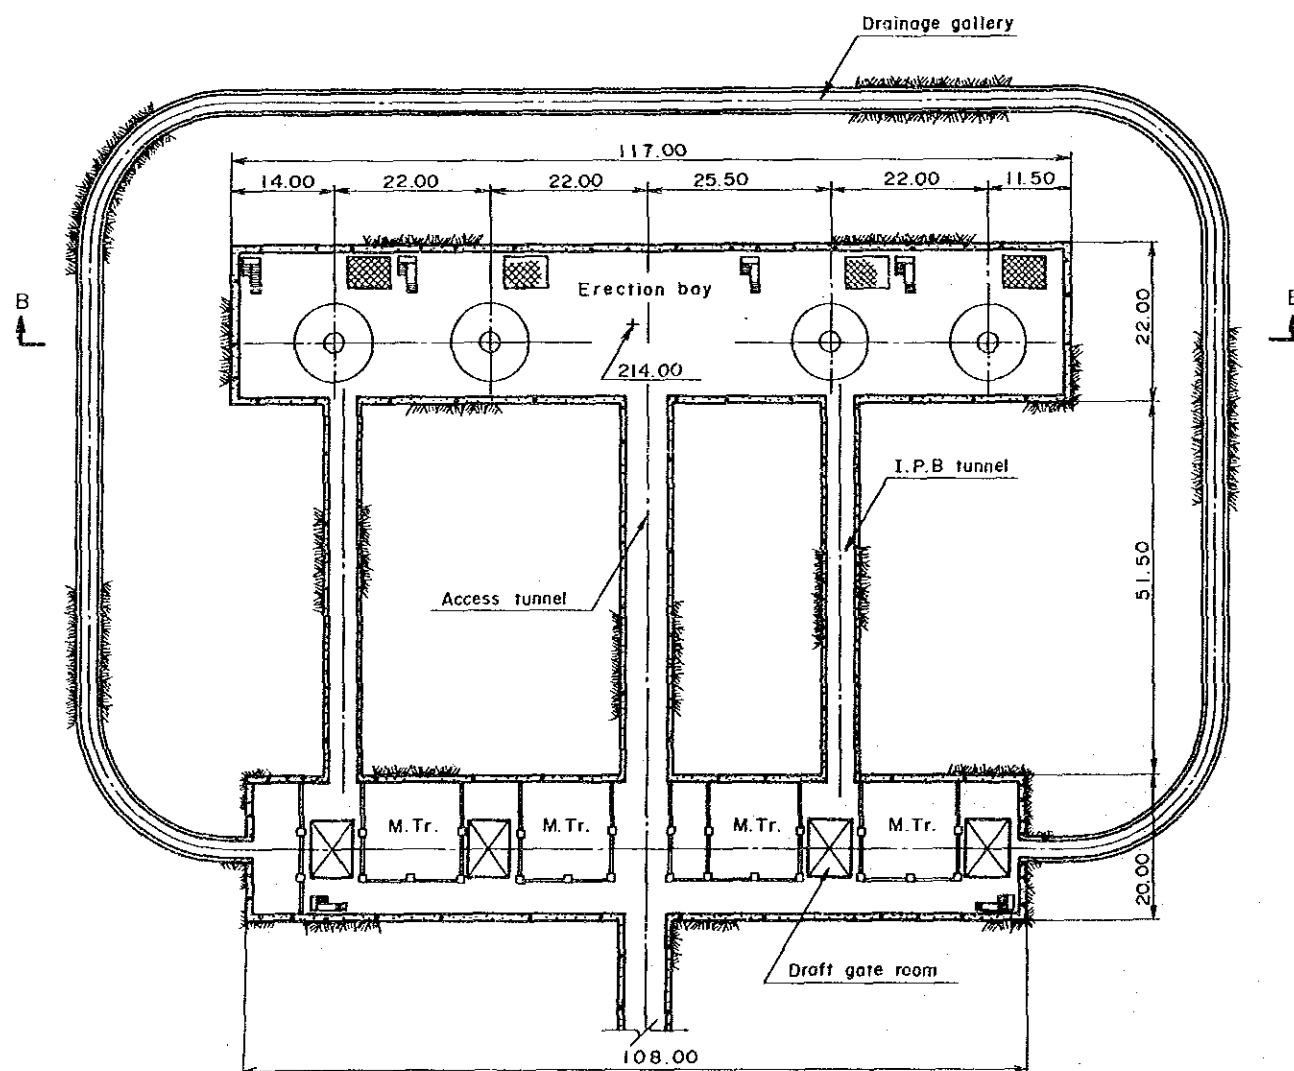 Drainage gallery
117.00
14.00 22.00 22.00 25.50 22.00 11.50
B
Erection bay
22.00
214.00
I.P.B tunnel
51.50
Access tunnel
M.Tr. M.Tr. M.Tr. M.Tr.
20.00
Draft gate room
108.00